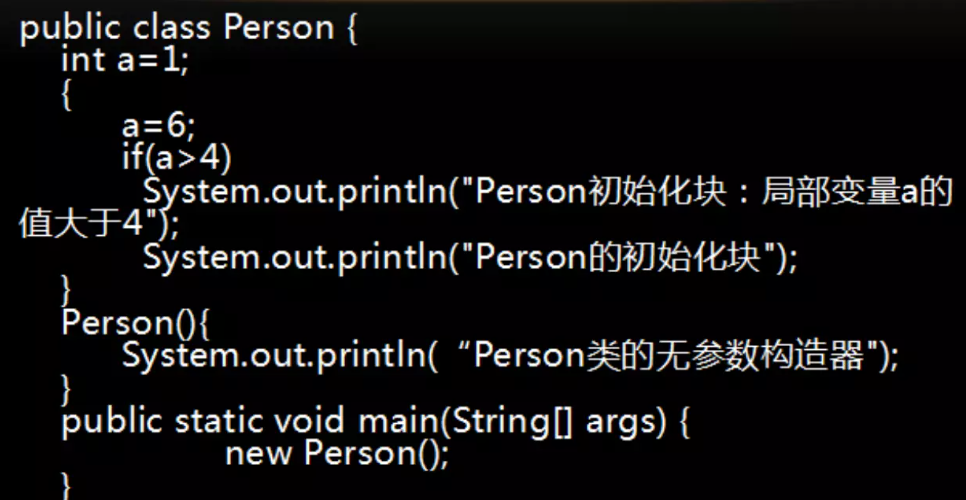 public class Person {
int a=1;
{
a=6;
if(a>4)
System.out.println("Person初始化块：局部变量a的
值大于4");
System.out.println("Person的初始化块");
}
Person(){
System.out.println(“Person类的无参数构造器");
}
public static void main(String[] args) {
new Person();
}